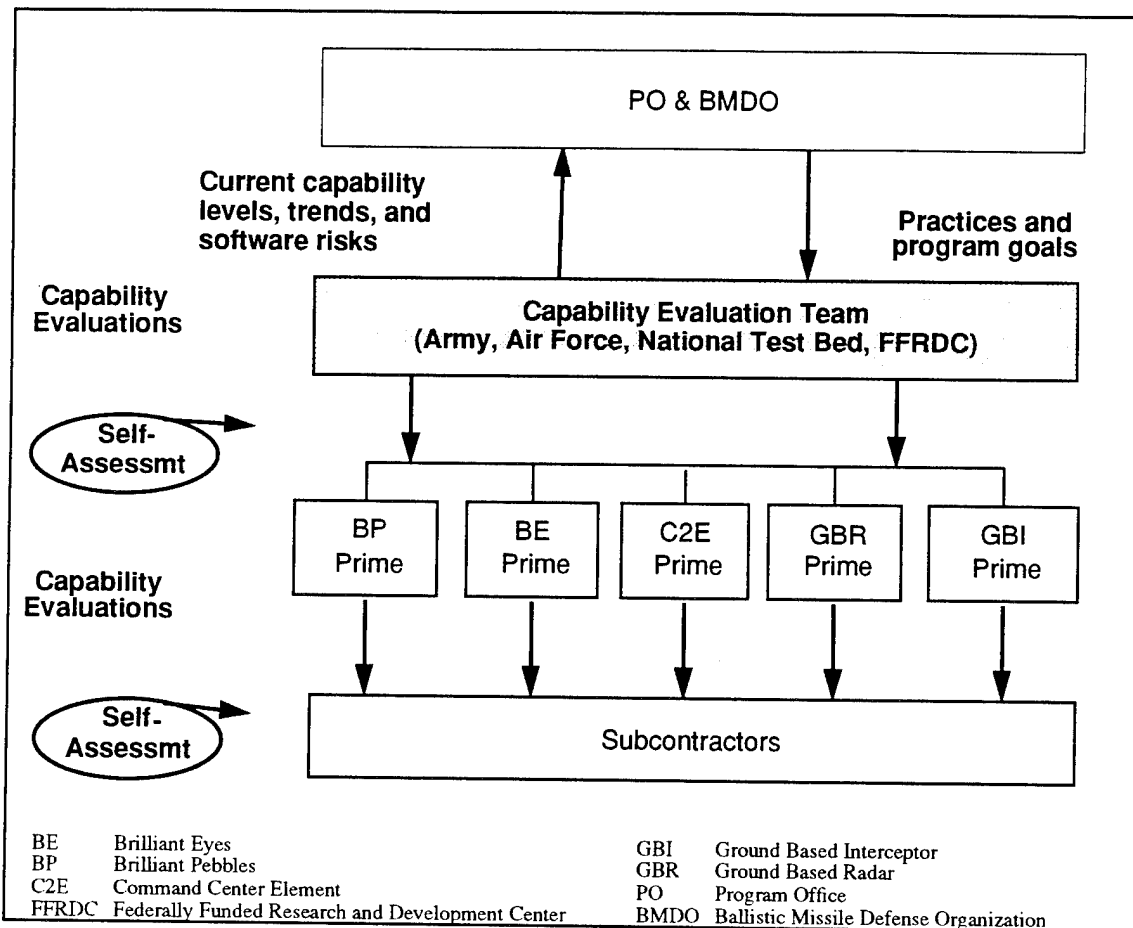 PO & BMDO
Current capability
levels, trends, and
software risks
Practices and
program goals
Capability
Evaluations
Capability Evaluation Team
(Army, Air Force, National Test Bed, FFRDC)
Self-
Assessmt
BP
Prime
BE
Prime
C2E
Prime
GBR
Prime
GBI
Prime
Capability
Evaluations
Self-
Assessmt
Subcontractors
BE Brilliant Eyes
BP Brilliant Pebbles
C2E Command Center Element
FFRDC Federally Funded Research and Development Center
GBI Ground Based Interceptor
GBR Ground Based Radar
PO Program Office
BMDO Ballistic Missile Defense Organization